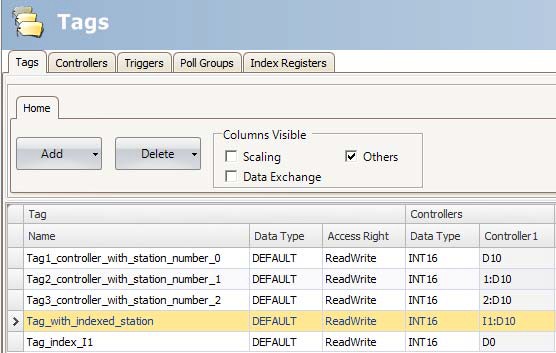 Tags
Tags Controllers Triggers Poll Groups Index Registers
Home
Add Delete Columns Visible
Scaling Others
Data Exchange
Tag Controllers
Name Data Type Access Right Data Type Controller1
Tag1_controller_with_station_number_0 DEFAULT ReadWrite INT16 D10
Tag2_controller_with_station_number_1 DEFAULT ReadWrite INT16 1:D10
Tag3_controller_with_station_number_2 DEFAULT ReadWrite INT16 2:D10
Tag_with_indexed_station DEFAULT ReadWrite INT16 I1:D10
Tag_index_I1 DEFAULT ReadWrite INT16 D0